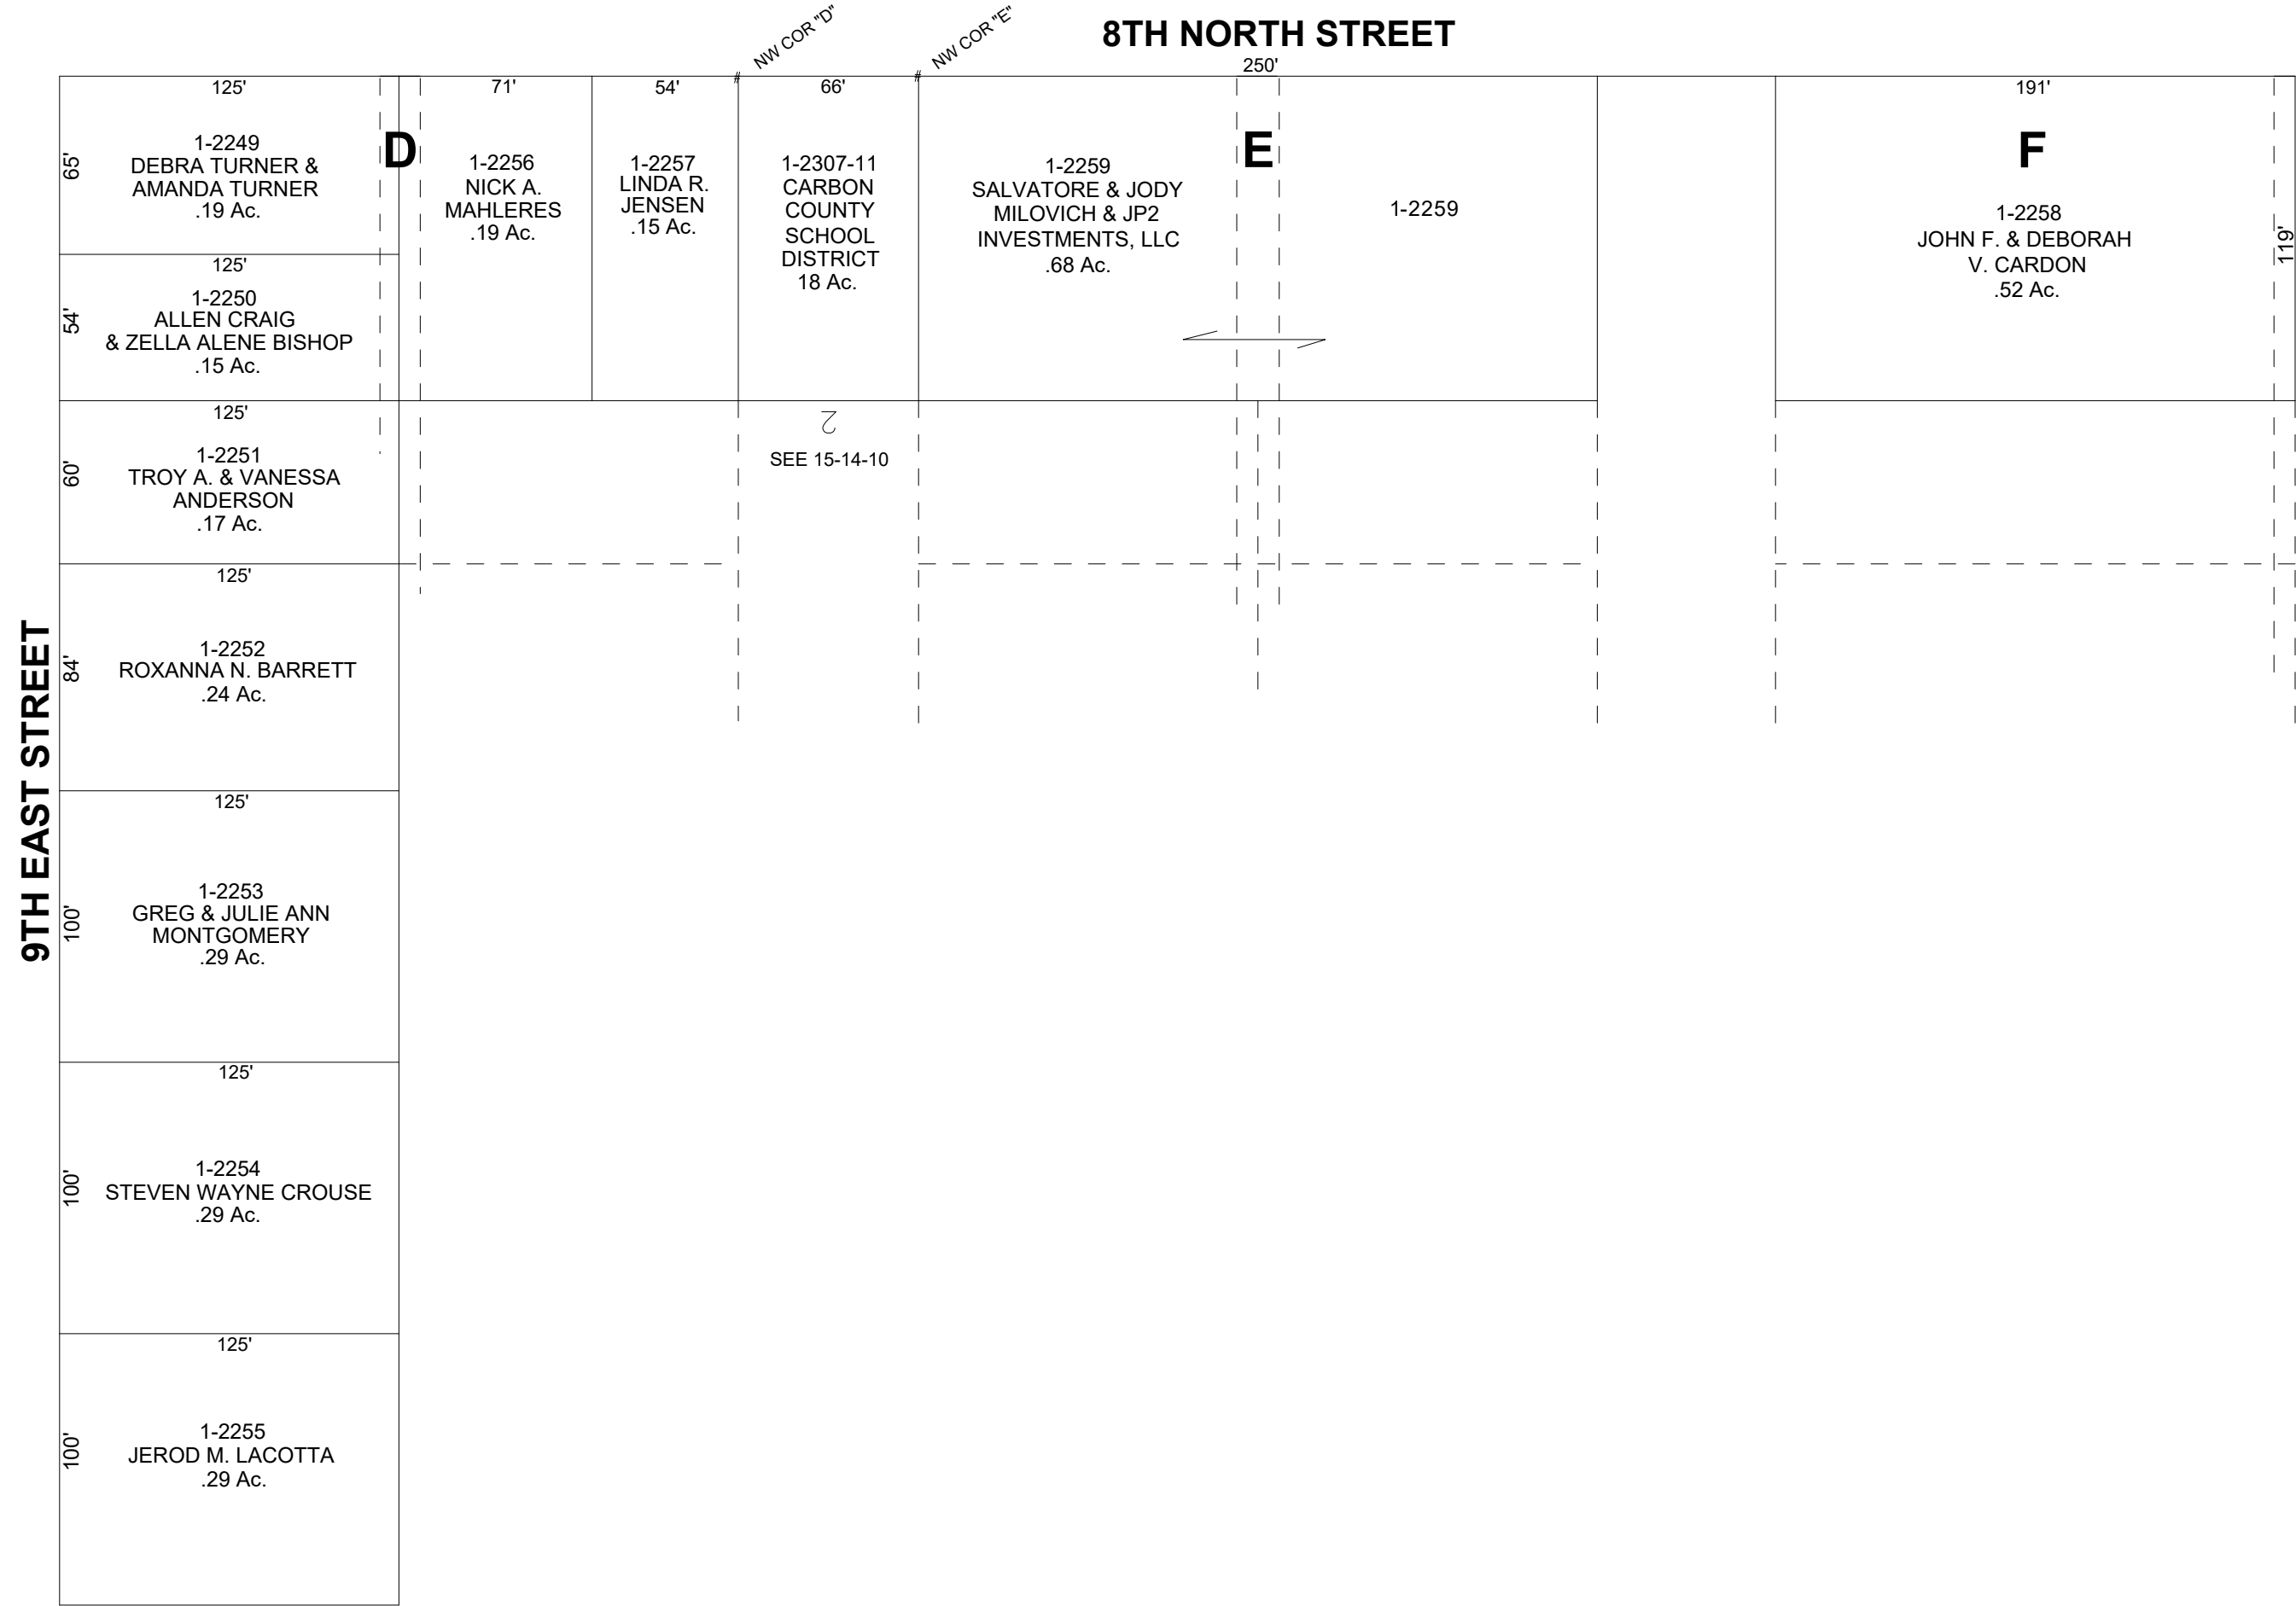 NW COR "D"
NW COR "E"
8TH NORTH STREET
250'
125'
71'
54'
66'
191'
65'
1-2249
DEBRA TURNER &
AMANDA TURNER
.19 Ac.
D
1-2256
NICK A.
MAHLERES
.19 Ac.
1-2257
LINDA R.
JENSEN
.15 Ac.
1-2307-11
CARBON
COUNTY
SCHOOL
DISTRICT
18 Ac.
1-2259
SALVATORE & JODY
MILOVICH & JP2
INVESTMENTS, LLC
.68 Ac.
E
1-2259
F
1-2258
JOHN F. & DEBORAH
V. CARDON
.52 Ac.
119'
125'
54'
1-2250
ALLEN CRAIG
& ZELLA ALENE BISHOP
.15 Ac.
125'
60'
1-2251
TROY A. & VANESSA
ANDERSON
.17 Ac.
SEE 15-14-10
125'
84'
1-2252
ROXANNA N. BARRETT
.24 Ac.
9TH EAST STREET
125'
100'
1-2253
GREG & JULIE ANN
MONTGOMERY
.29 Ac.
125'
100'
1-2254
STEVEN WAYNE CROUSE
.29 Ac.
125'
100'
1-2255
JEROD M. LACOTTA
.29 Ac.